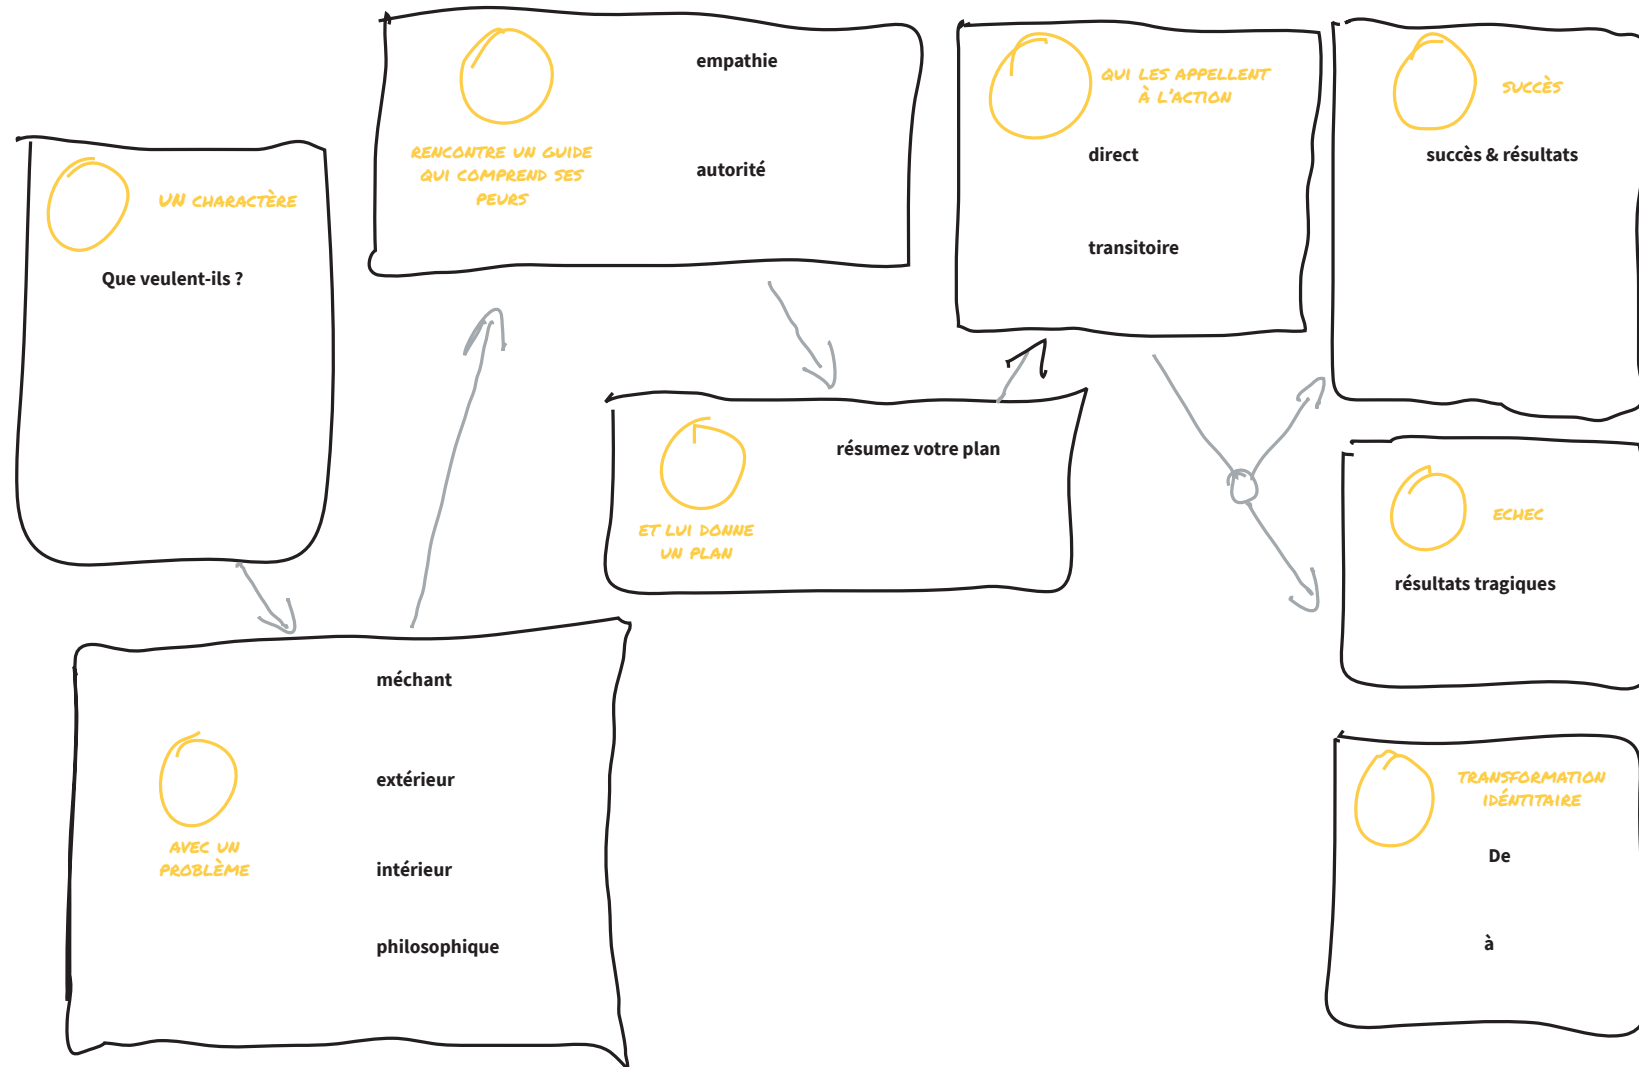 UN CHARACTÈRE
Que veulent-ils ?
AVEC UN
PROBLÈME
méchant
extérieur
intérieur
philosophique
RENCONTRE UN GUIDE
QUI COMPREND SES
PEURS
empathie
autorité
ET LUI DONNE
UN PLAN
résumez votre plan
QUI LES APPELLENT
À L'ACTION
direct
transitoire
SUCCÈS
succès & résultats
ECHEC
résultats tragiques
TRANSFORMATION
IDÉNTITAIRE
De
à